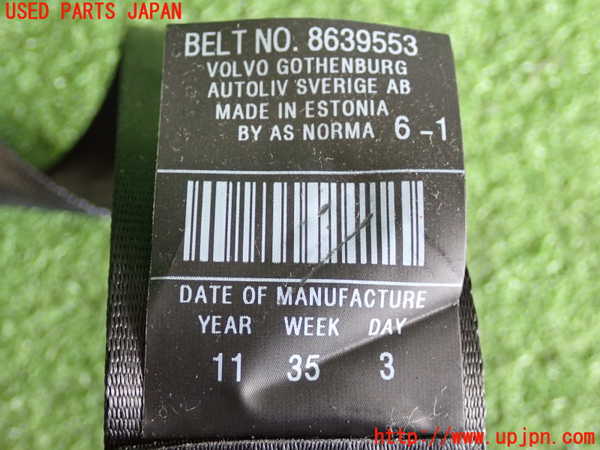 USED PARTS JAPAN
BELT NO. 8639553
VOLVO GOTHENBURG
AUTOLIV SVERIGE AB
MADE IN ESTONIA
BY AS NORMA 6-1
DATE OF MANUFACTURE
YEAR WEEK DAY
11 35 3
http://www.upjpn.com/